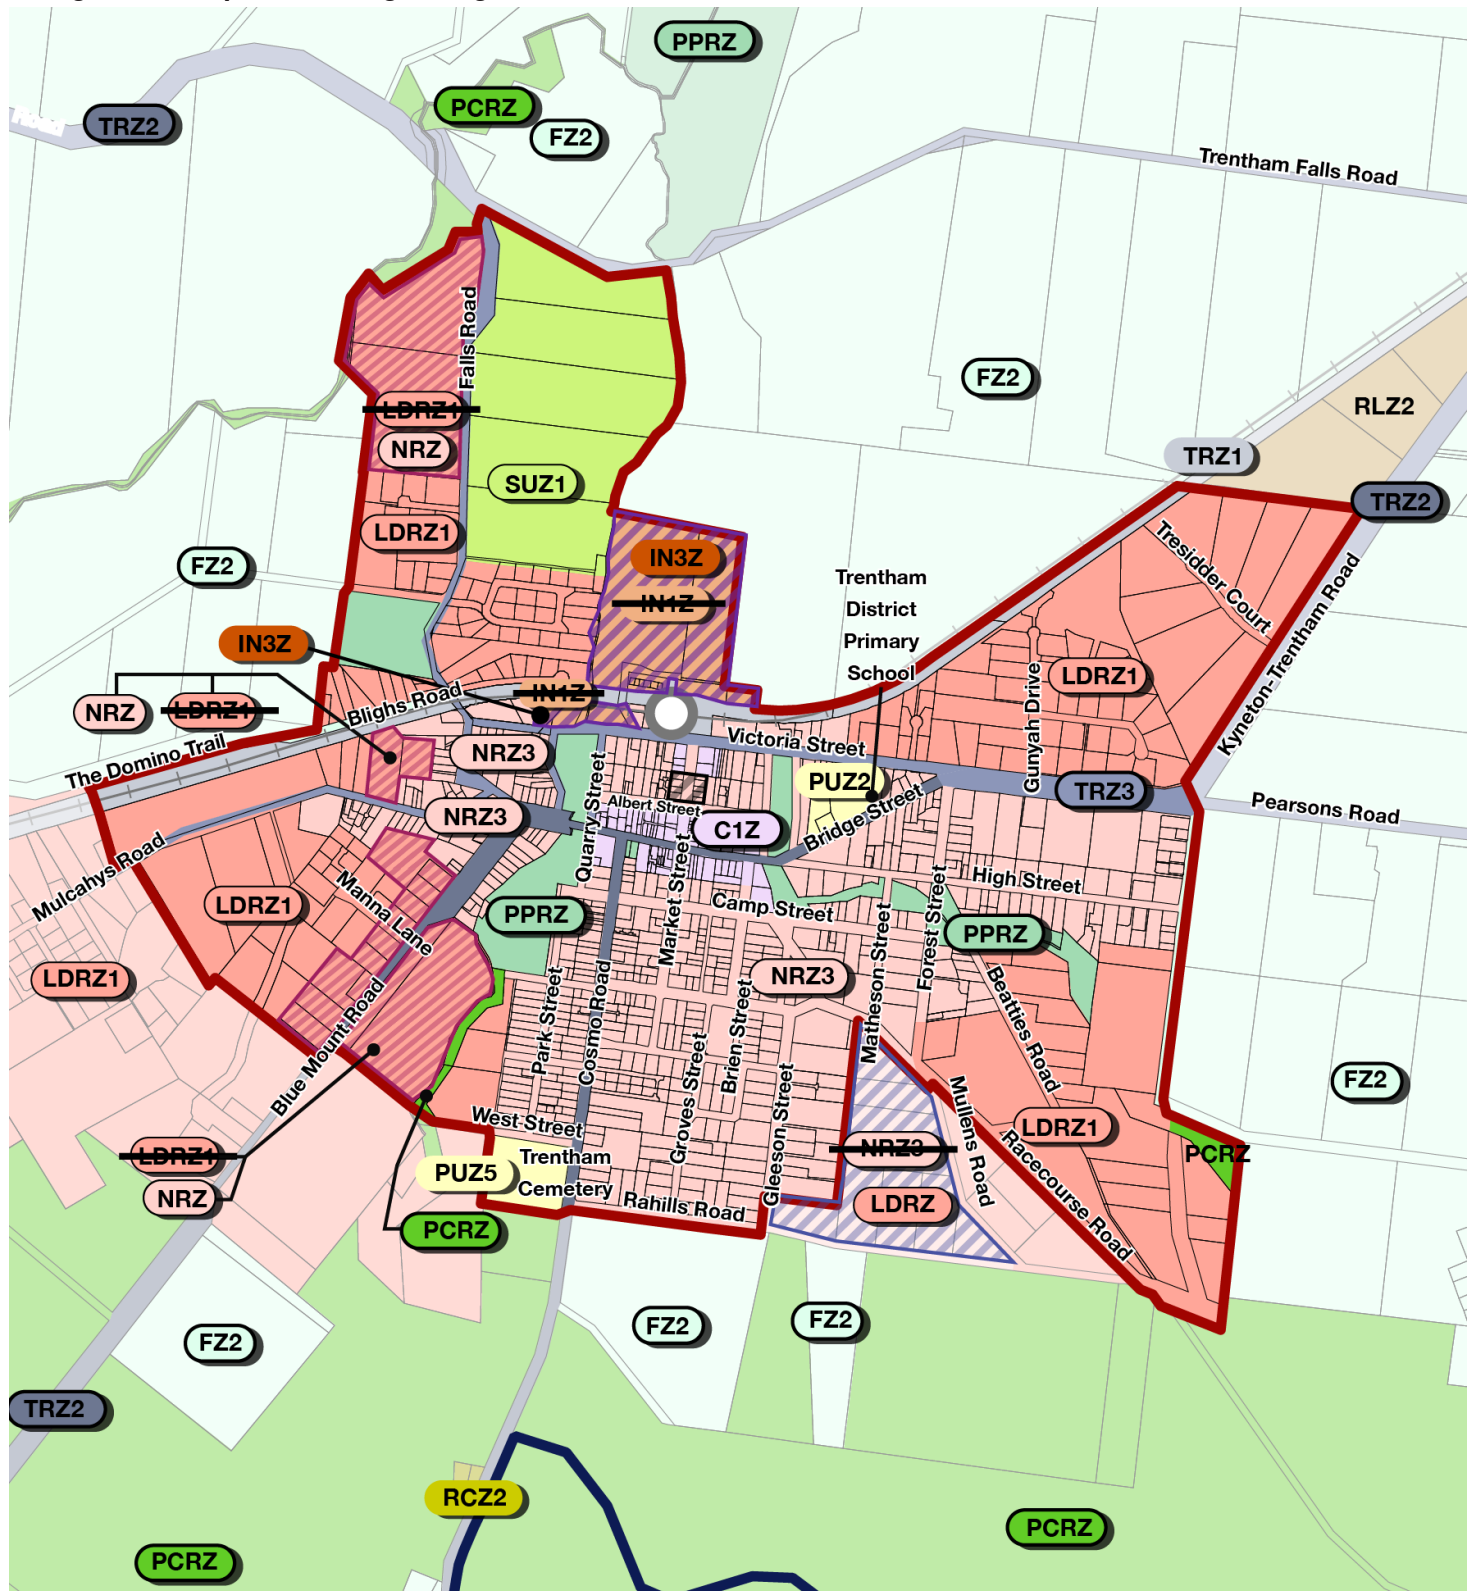 PPRZ
PCRZ
TRZ2
Road
FZ2
Trentham Falls Road
Falls Road
FZ2
LDRZ1
RLZ2
NRZ
TRZ1
SUZ1
TRZ2
LDRZ1
IN3Z
FZ2
Tresidder Court
Trentham
District
Primary
School
IN1Z
IN3Z
Kyneton-Trentham Road
LDRZ1
Gunyah Drive
NRZ
LDRZ1
Blighs Road
IN1Z
The Domino Trail
NRZ3
Victoria Street
PUZ2
TRZ3
Pearsons Road
NRZ3
Albert Street
C1Z
Bridge Street
Quarry Street
Mulcahys Road
Market Street
High Street
LDRZ1
Manna Lane
PPRZ
Camp Street
Forest Street
PPRZ
Matheson Street
LDRZ1
NRZ3
Beatties Road
Park Street
Cosmo Road
Brien Street
Blue Mount Road
Groves Street
Gleeson Street
Mullens Road
FZ2
West Street
LDRZ1
Racecourse Road
LDRZ1
NRZ3
PCRZ
Trentham
Cemetery
PUZ5
NRZ
Rahills Road
LDRZ
PCRZ
FZ2
FZ2
FZ2
TRZ2
RCZ2
PCRZ
PCRZ